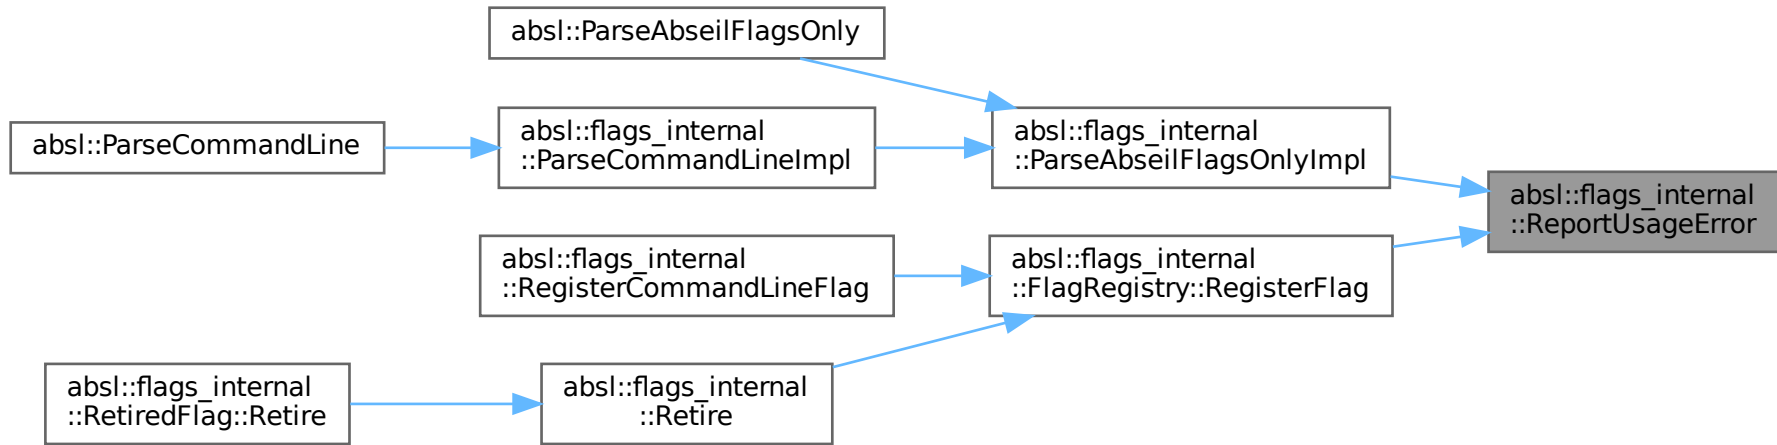 absl::ParseAbseilFlagsOnly
absl::ParseCommandLine
absl::flags_internal
::ParseCommandLineImpl
absl::flags_internal
::ParseAbseilFlagsOnlyImpl
absl::flags_internal
::ReportUsageError
absl::flags_internal
::RegisterCommandLineFlag
absl::flags_internal
::FlagRegistry::RegisterFlag
absl::flags_internal
::RetiredFlag::Retire
absl::flags_internal
::Retire